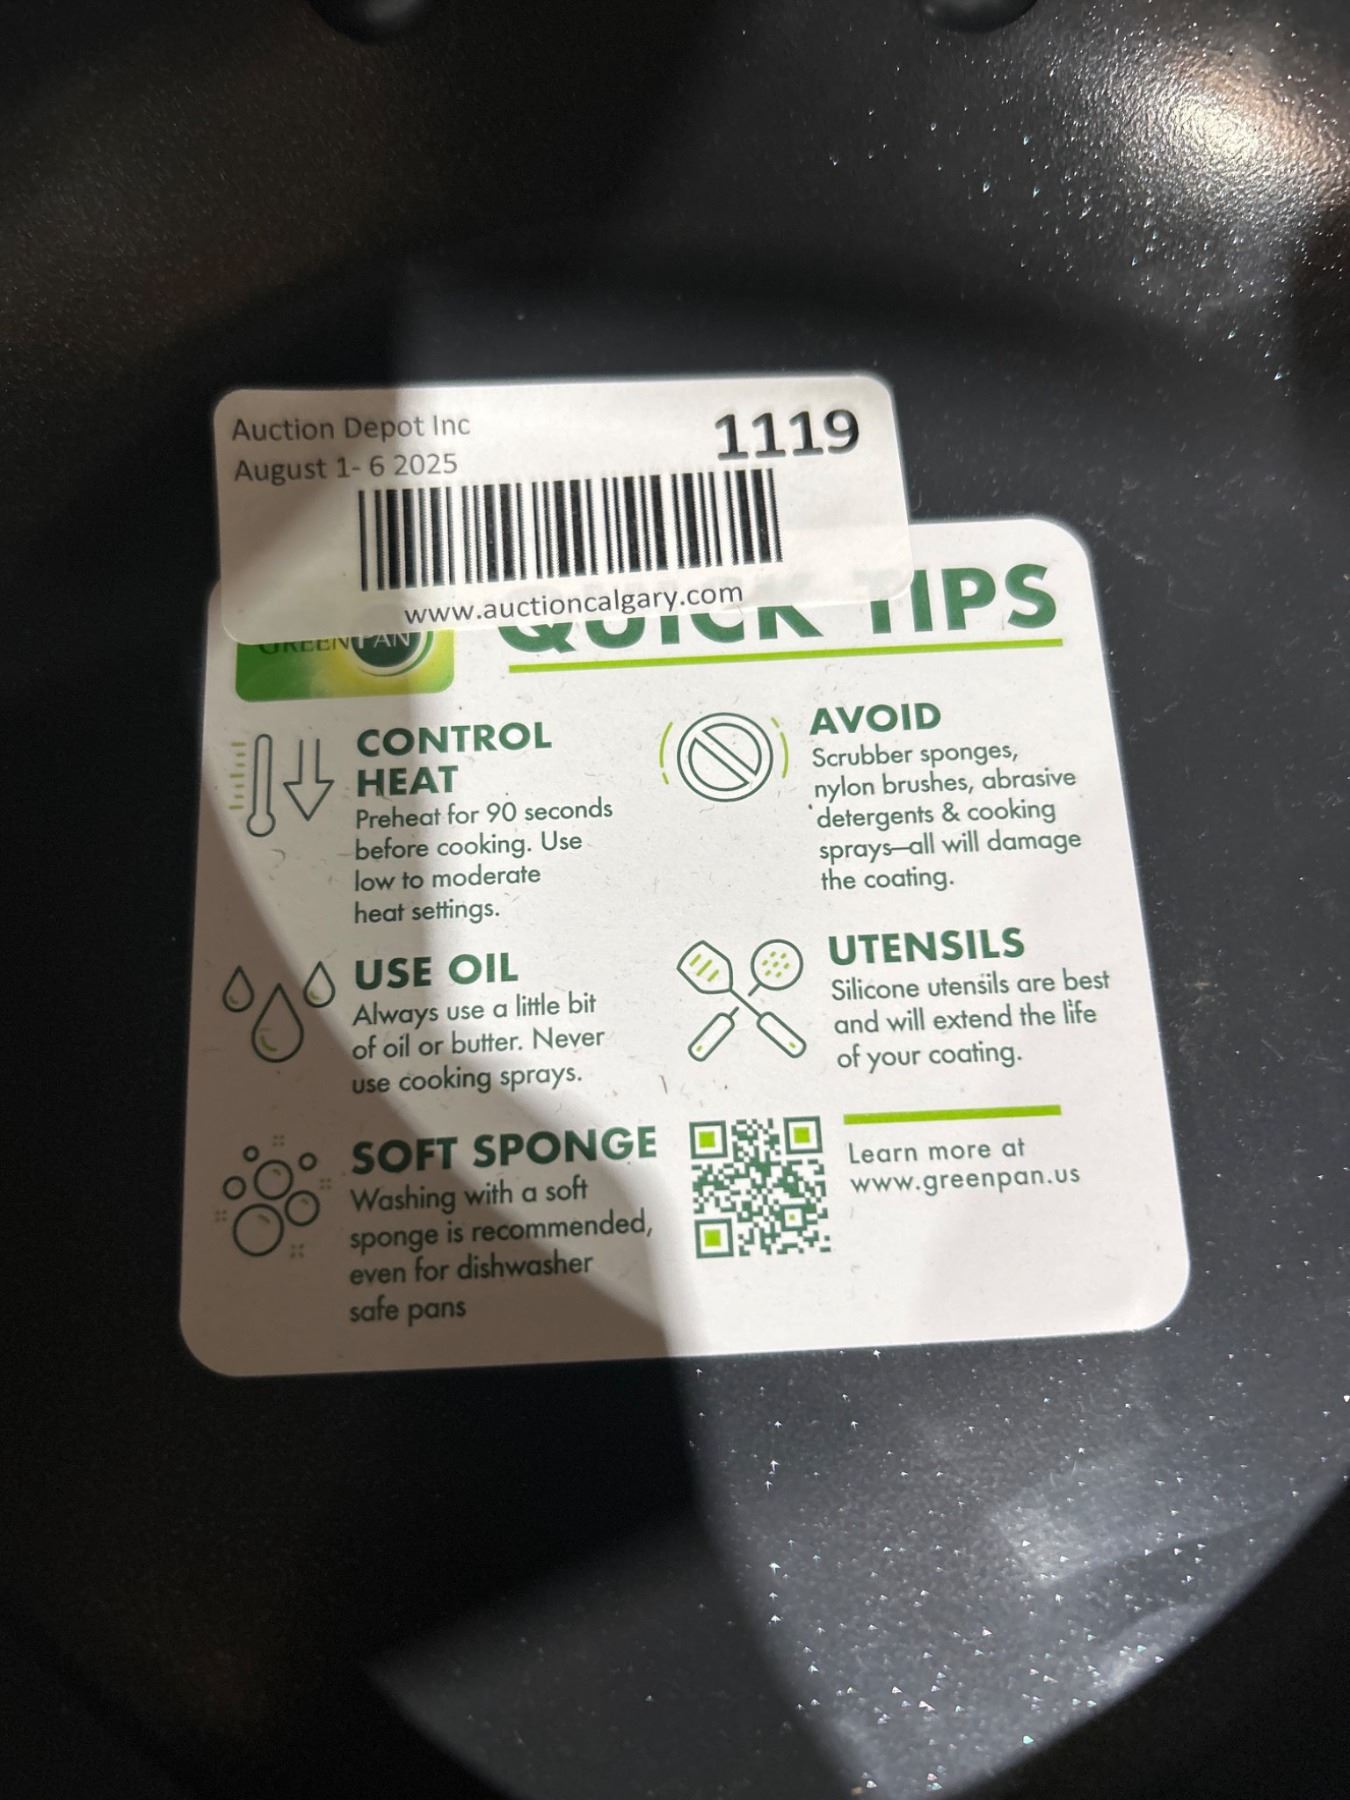 Auction Depot Inc
1119
August 1- 6 2025
www.auctioncalgary.com
GREENPAN
QUICK TIPS
CONTROL
HEAT
Preheat for 90 seconds
before cooking. Use
low to moderate
heat settings.
AVOID
Scrubber sponges,
nylon brushes, abrasive
detergents & cooking
sprays—all will damage
the coating.
USE OIL
Always use a little bit
of oil or butter. Never
use cooking sprays.
UTENSILS
Silicone utensils are best
and will extend the life
of your coating.
SOFT SPONGE
Washing with a soft
sponge is recommended,
even for dishwasher
safe pans
Learn more at
www.greenpan.us